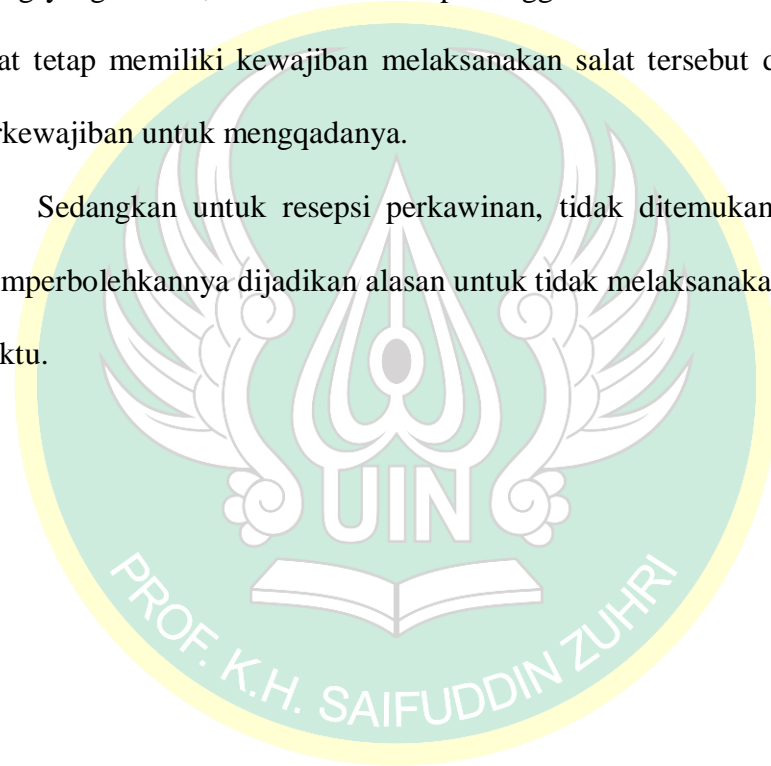 at tetap memiliki kewajiban melaksanakan salat tersebut
rkewajiban untuk mengqadanya.
Sedangkan untuk resepsi perkawinan, tidak ditemukan
mperbolehkannya dijadikan alasan untuk tidak melaksanaka
ktu.
UIN
PROF. K.H. SAIFUDDIN ZUHRI